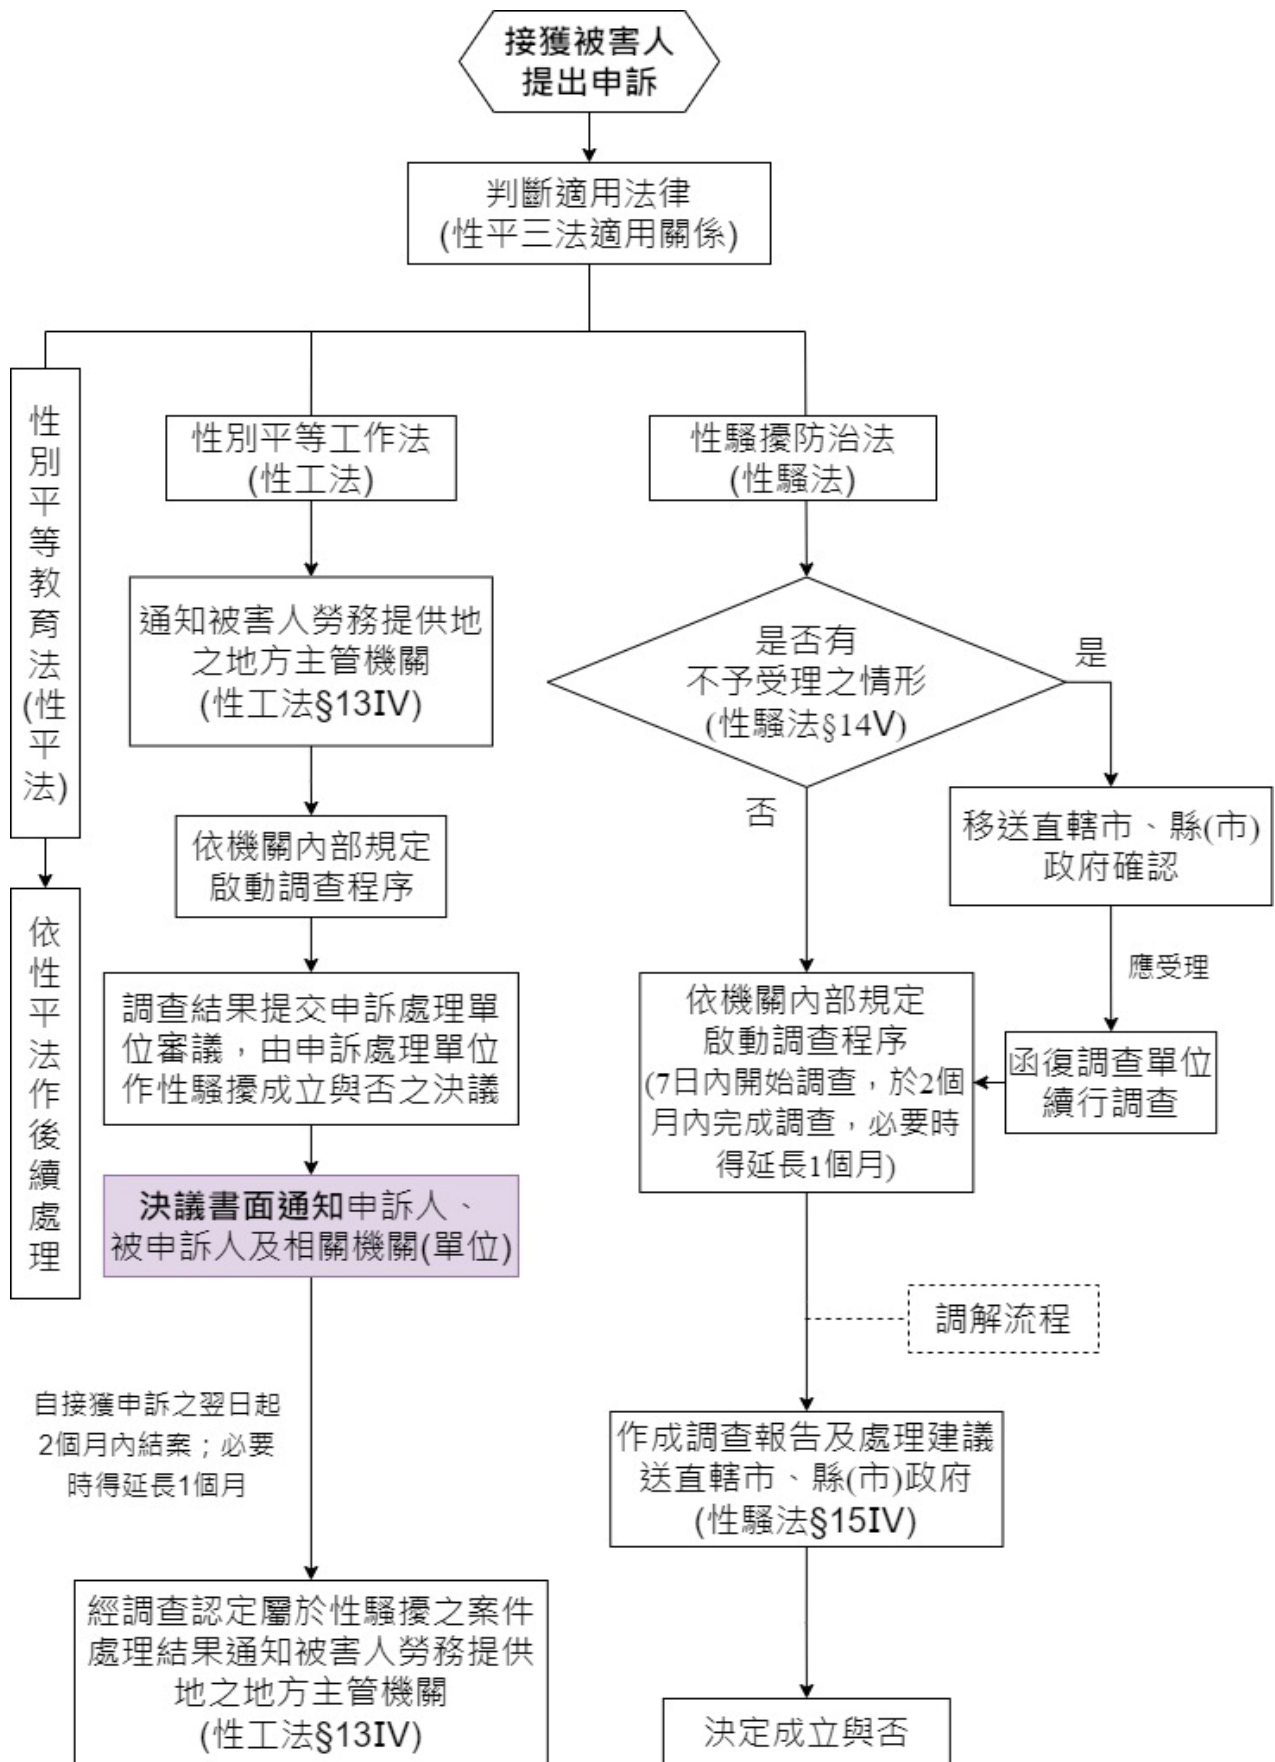 接獲被害人
提出申訴
判斷適用法律
(性平三法適用關係)
性別平等教育法(性平法)
依性平法作後續處理
性別平等工作法
(性工法)
通知被害人勞務提供地
之地方主管機關
(性工法§13IV)
依機關內部規定
啟動調查程序
調查結果提交申訴處理單
位審議，由申訴處理單位
作性騷擾成立與否之決議
決議書面通知申訴人、
被申訴人及相關機關(單位)
自接獲申訴之翌日起
2個月內結案；必要
時得延長1個月
經調查認定屬於性騷擾之案件
處理結果通知被害人勞務提供
地之地方主管機關
(性工法§13IV)
性騷擾防治法
(性騷法)
是否有
不予受理之情形
(性騷法§14V)
是
移送直轄市、縣(市)
政府確認
應受理
函復調查單位
續行調查
否
依機關內部規定
啟動調查程序
(7日內開始調查，於2個
月內完成調查，必要時
得延長1個月)
調解流程
作成調查報告及處理建議
送直轄市、縣(市)政府
(性騷法§15IV)
決定成立與否